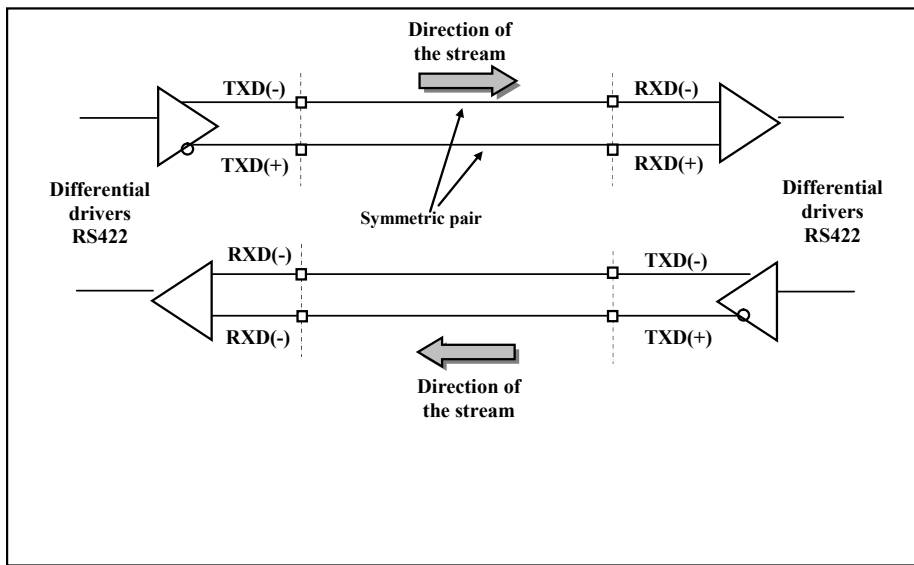 Direction of
the stream
TXD(-)
RXD(-)
TXD(+)
RXD(+)
Differential
drivers
RS422
Symmetric pair
Differential
drivers
RS422
RXD(-)
TXD(-)
RXD(-)
TXD(+)
Direction of
the stream